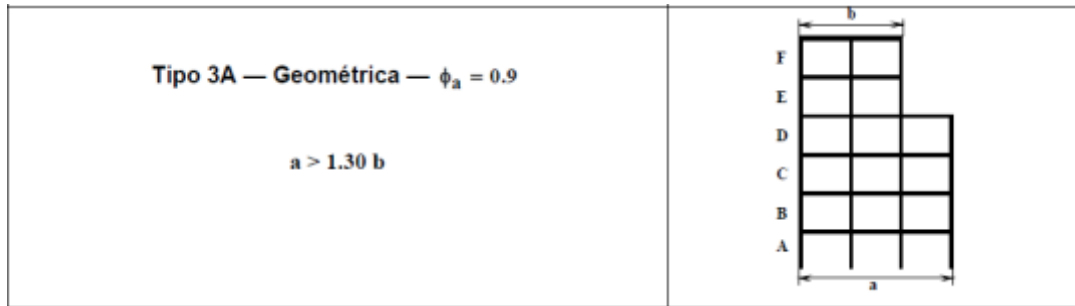 Tipo 3A — Geométrica — ϕa = 0.9
a > 1.30 b
b
F
E
D
C
B
A
a